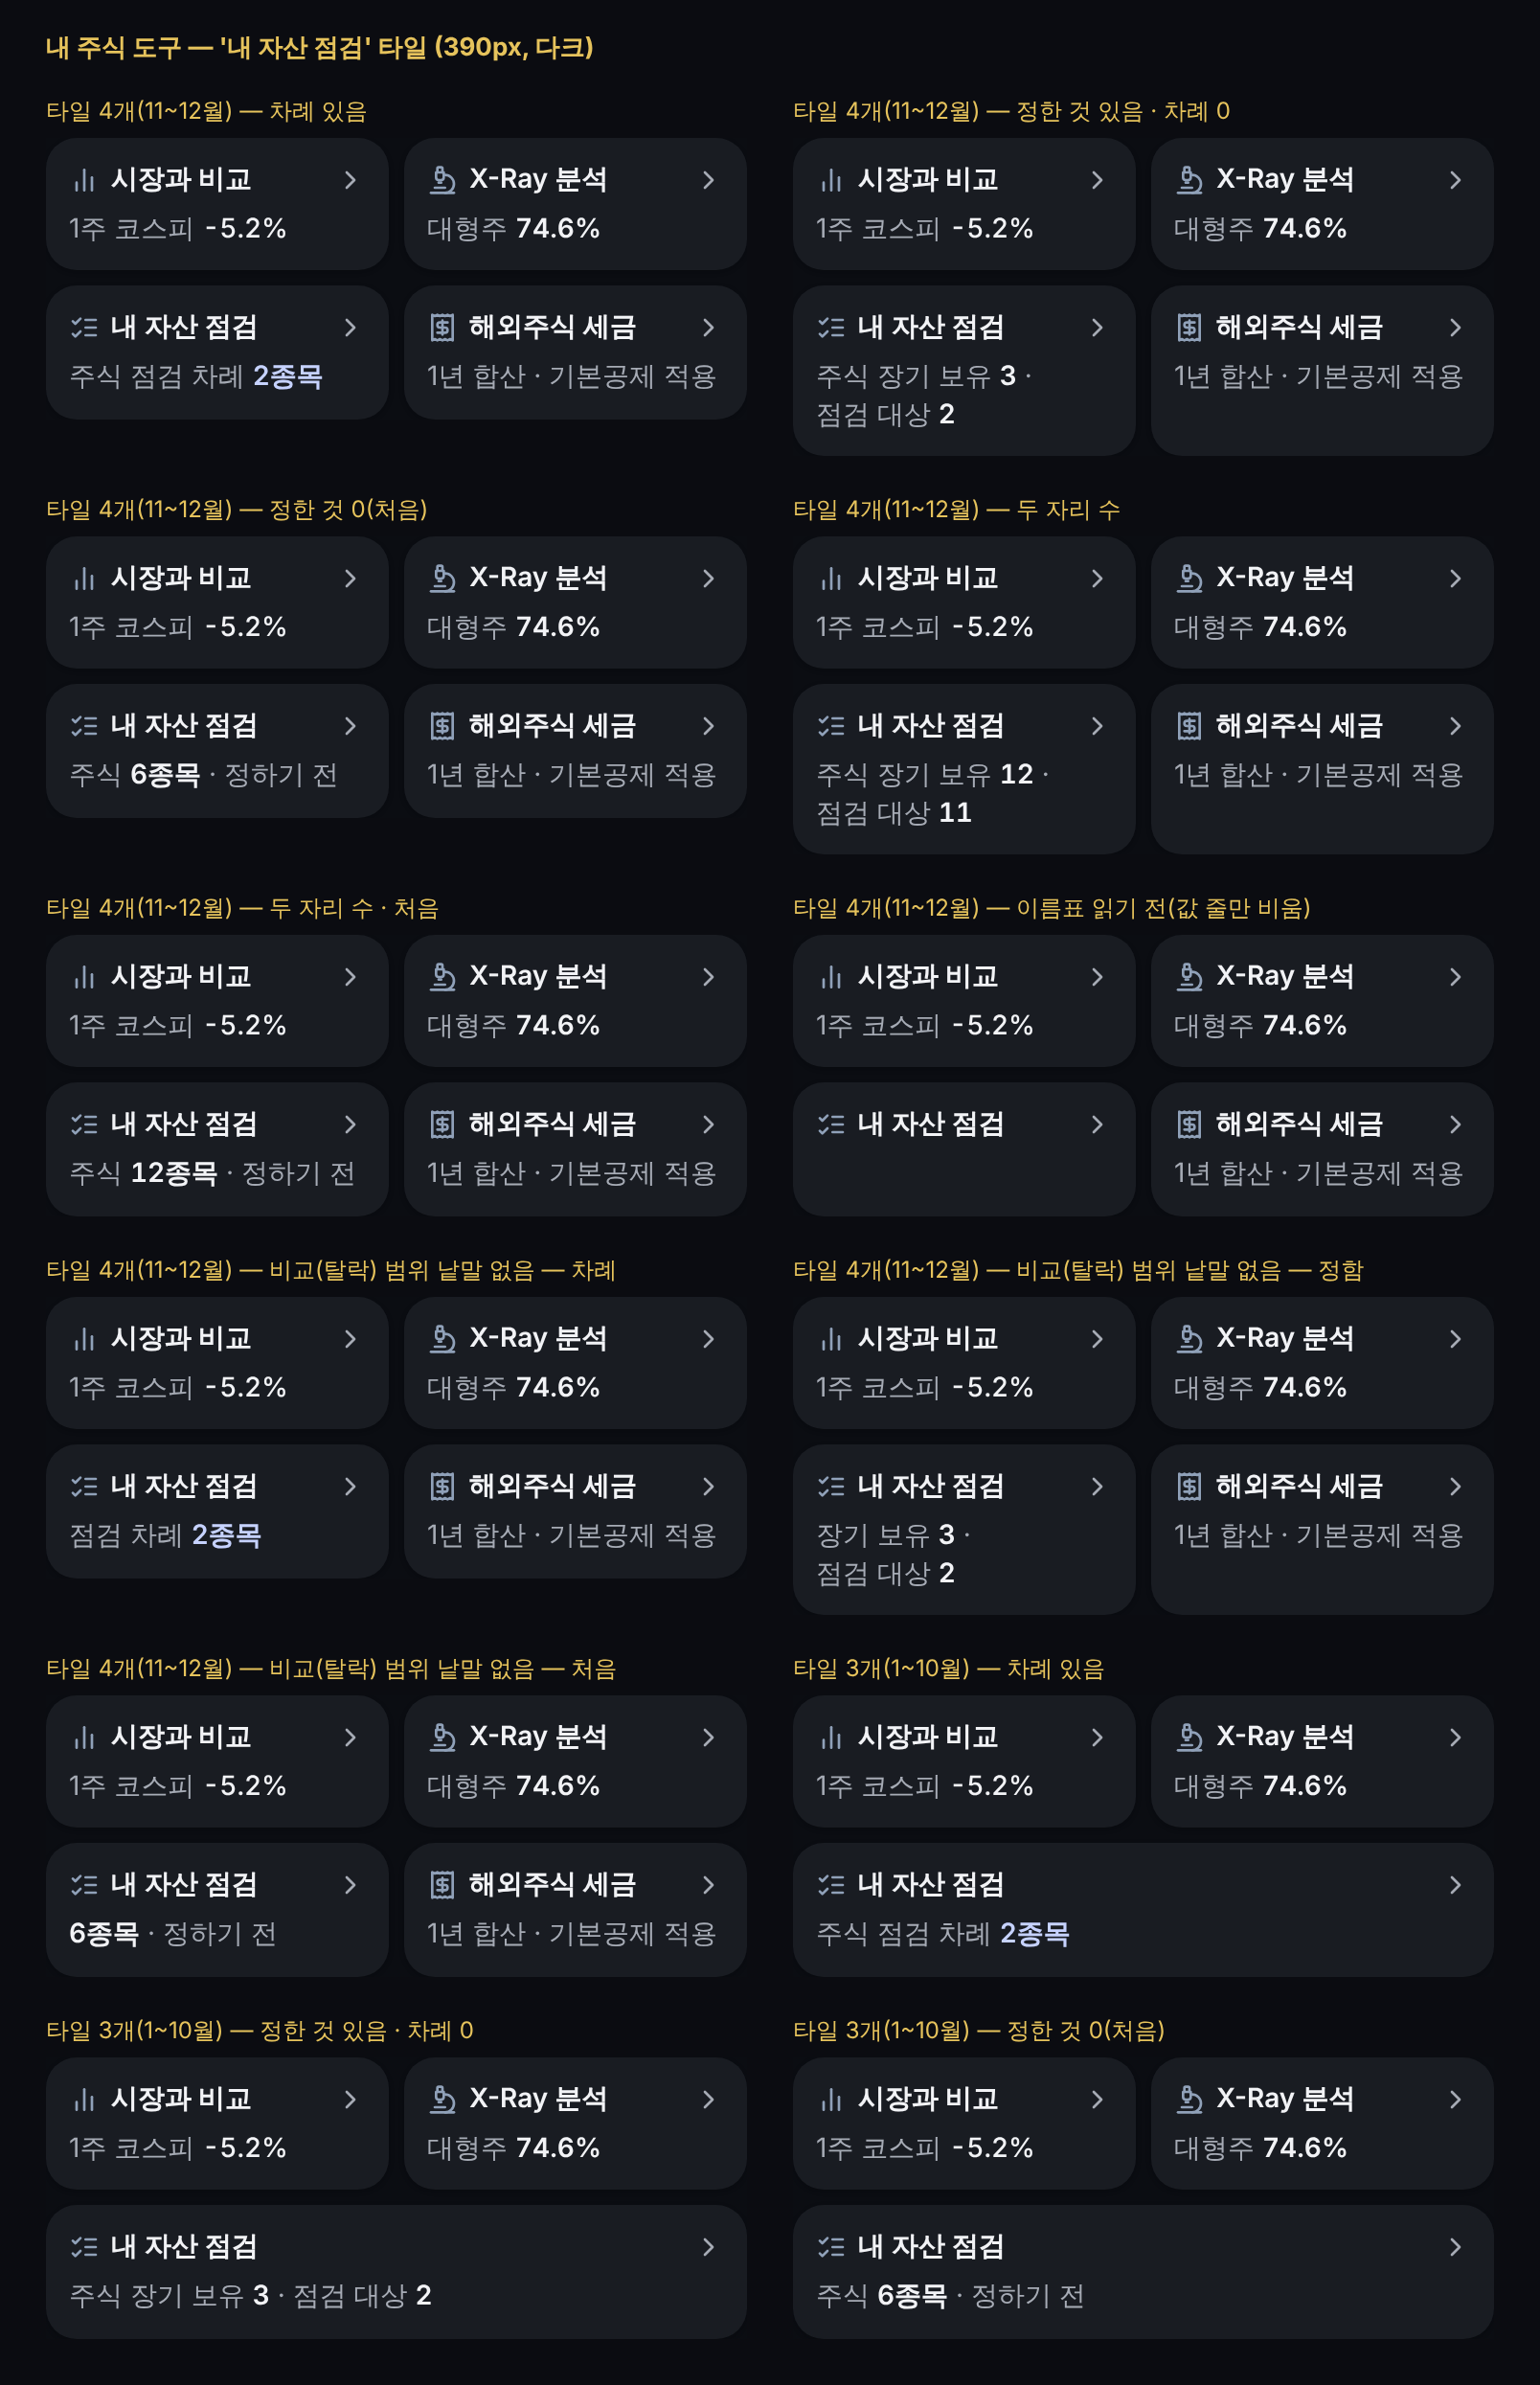 내 주식 도구 — '내 자산 점검' 타일 (390px, 다크)
타일 4개(11~12월) — 차례 있음
시장과 비교
X-Ray 분석
1주 코스피 -5.2%
대형주 74.6%
내 자산 점검
해외주식 세금
주식 점검 차례 2종목
1년 합산 · 기본공제 적용
타일 4개(11~12월) — 정한 것 있음 · 차례 0
시장과 비교
X-Ray 분석
1주 코스피 -5.2%
대형주 74.6%
내 자산 점검
해외주식 세금
주식 장기 보유 3 ·
점검 대상 2
1년 합산 · 기본공제 적용
타일 4개(11~12월) — 정한 것 0(처음)
시장과 비교
X-Ray 분석
1주 코스피 -5.2%
대형주 74.6%
내 자산 점검
해외주식 세금
주식 6종목 · 정하기 전
1년 합산 · 기본공제 적용
타일 4개(11~12월) — 두 자리 수
시장과 비교
X-Ray 분석
1주 코스피 -5.2%
대형주 74.6%
내 자산 점검
해외주식 세금
주식 장기 보유 12 ·
점검 대상 11
1년 합산 · 기본공제 적용
타일 4개(11~12월) — 두 자리 수 · 처음
시장과 비교
X-Ray 분석
1주 코스피 -5.2%
대형주 74.6%
내 자산 점검
해외주식 세금
주식 12종목 · 정하기 전
1년 합산 · 기본공제 적용
타일 4개(11~12월) — 이름표 읽기 전(값 줄만 비움)
시장과 비교
X-Ray 분석
1주 코스피 -5.2%
대형주 74.6%
내 자산 점검
해외주식 세금
1년 합산 · 기본공제 적용
타일 4개(11~12월) — 비교(탈락) 범위 낱말 없음 — 차례
시장과 비교
X-Ray 분석
1주 코스피 -5.2%
대형주 74.6%
내 자산 점검
해외주식 세금
점검 차례 2종목
1년 합산 · 기본공제 적용
타일 4개(11~12월) — 비교(탈락) 범위 낱말 없음 — 정함
시장과 비교
X-Ray 분석
1주 코스피 -5.2%
대형주 74.6%
내 자산 점검
해외주식 세금
장기 보유 3 ·
점검 대상 2
1년 합산 · 기본공제 적용
타일 4개(11~12월) — 비교(탈락) 범위 낱말 없음 — 처음
시장과 비교
X-Ray 분석
1주 코스피 -5.2%
대형주 74.6%
내 자산 점검
해외주식 세금
6종목 · 정하기 전
1년 합산 · 기본공제 적용
타일 3개(1~10월) — 차례 있음
시장과 비교
X-Ray 분석
1주 코스피 -5.2%
대형주 74.6%
내 자산 점검
주식 점검 차례 2종목
타일 3개(1~10월) — 정한 것 있음 · 차례 0
시장과 비교
X-Ray 분석
1주 코스피 -5.2%
대형주 74.6%
내 자산 점검
주식 장기 보유 3 · 점검 대상 2
타일 3개(1~10월) — 정한 것 0(처음)
시장과 비교
X-Ray 분석
1주 코스피 -5.2%
대형주 74.6%
내 자산 점검
주식 6종목 · 정하기 전